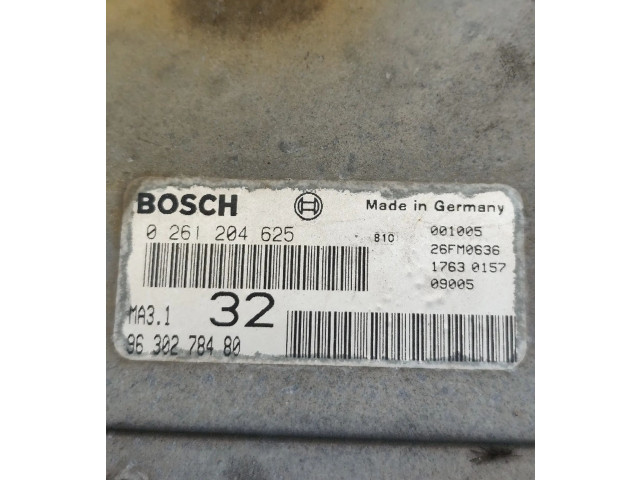 BOSCH Made in Germany
0 261 204 625 810 001005
26FM0636
1763 0157
09005
MA3.1 32
96 302 784 80